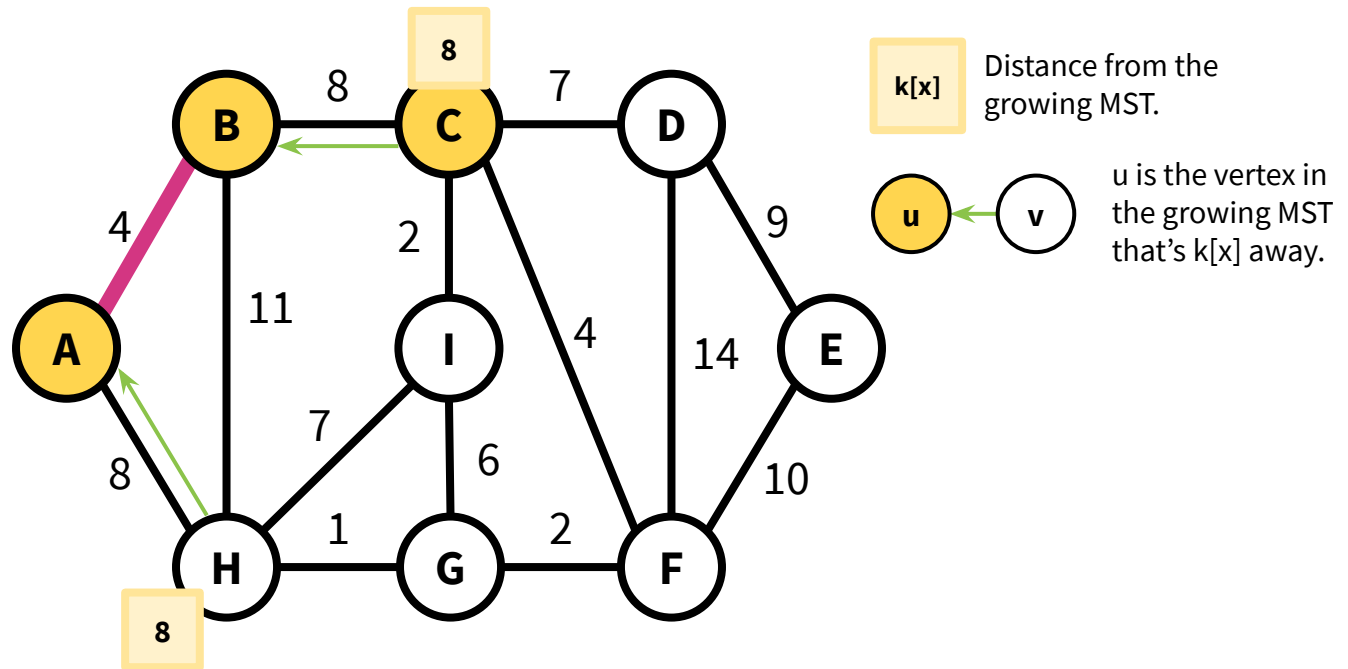 8
8
7
B
C
D
4
11
2
4
14
9
A
I
E
8
7
6
10
1
2
H
G
F
8
k[x]
Distance from the
growing MST.
u
v
u is the vertex in
the growing MST
that’s k[x] away.